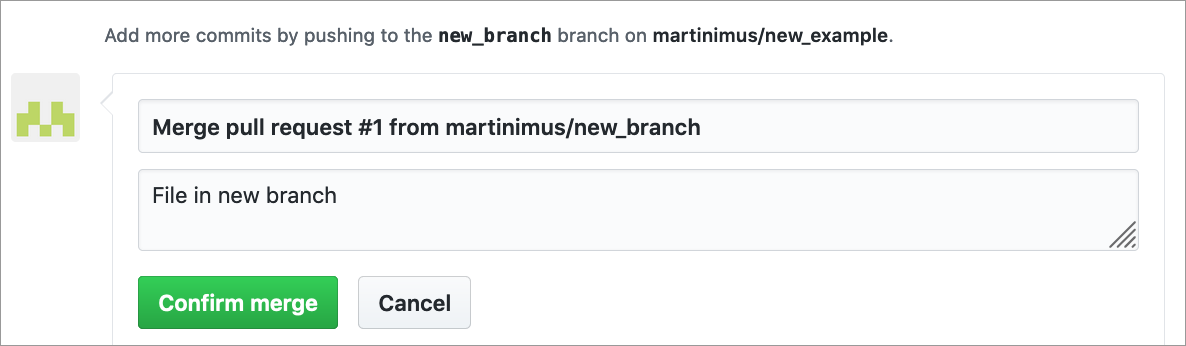 Add more commits by pushing to the new_branch branch on martinimus/new_example.
Merge pull request #1 from martinimus/new_branch
File in new branch
Confirm merge
Cancel